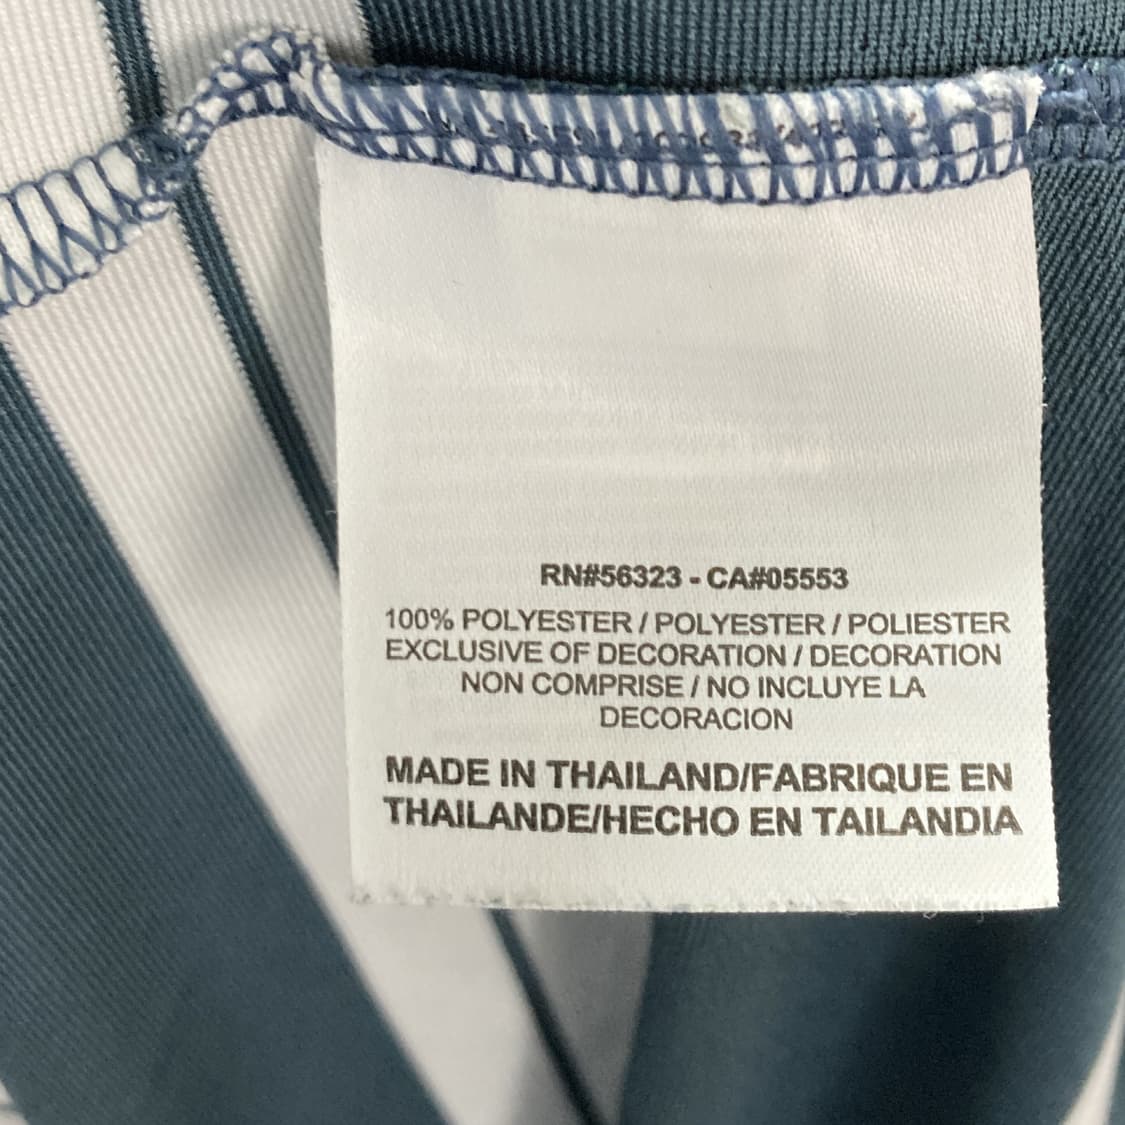 RN#56323 - CA#05553
100% POLYESTER / POLYESTER / POLIESTER
EXCLUSIVE OF DECORATION / DECORATION
NON COMPRISE / NO INCLUYE LA
DECORACION
MADE IN THAILAND/FABRIQUE EN
THAILANDE/HECHO EN TAILANDIA